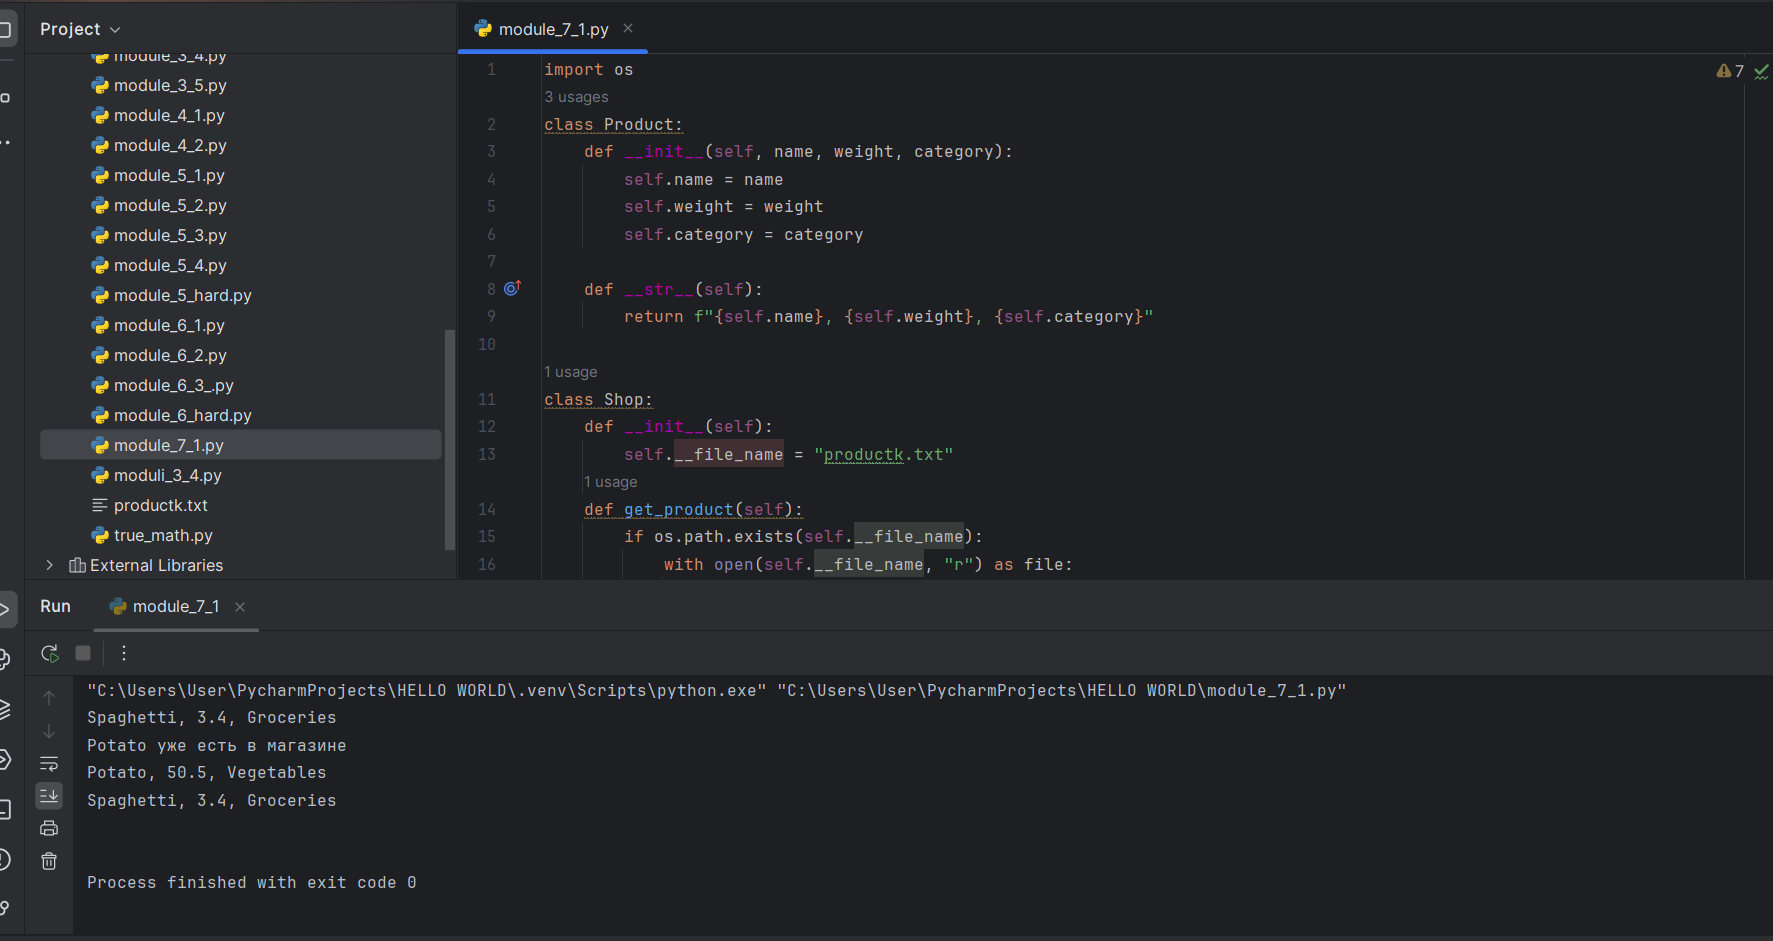 Project
module_3_4.py
module_3_5.py
module_4_1.py
module_4_2.py
module_5_1.py
module_5_2.py
module_5_3.py
module_5_4.py
module_5_hard.py
module_6_1.py
module_6_2.py
module_6_3_.py
module_6_hard.py
module_7_1.py
moduli_3_4.py
productk.txt
true_math.py
External Libraries
module_7_1.py
7
1 import os
3 usages
2 class Product:
3 def __init__(self, name, weight, category):
4 self.name = name
5 self.weight = weight
6 self.category = category
7
8 def __str__(self):
9 return f"{self.name}, {self.weight}, {self.category}"
10
1 usage
11 class Shop:
12 def __init__(self):
13 self.__file_name = "productk.txt"
1 usage
14 def get_product(self):
15 if os.path.exists(self.__file_name):
16 with open(self.__file_name, "r") as file:
Run
module_7_1
"C:\Users\User\PycharmProjects\HELLO WORLD\.venv\Scripts\python.exe" "C:\Users\User\PycharmProjects\HELLO WORLD\module_7_1.py"
Spaghetti, 3.4, Groceries
Potato уже есть в магазине
Potato, 50.5, Vegetables
Spaghetti, 3.4, Groceries
Process finished with exit code 0